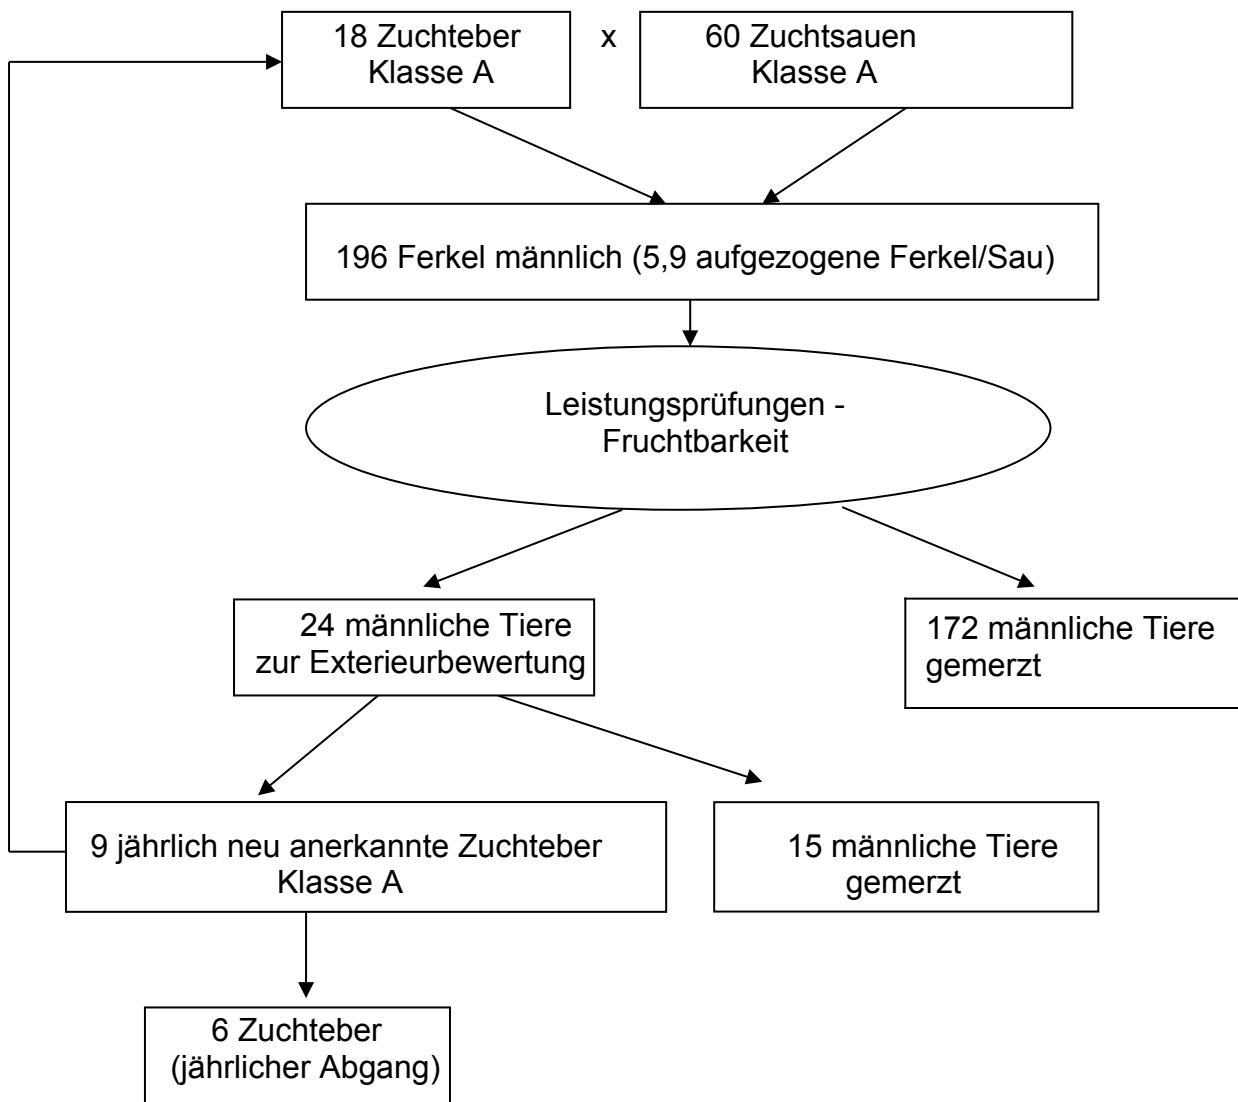 18 Zuchteber
Klasse A
x
60 Zuchtsauen
Klasse A
196 Ferkel männlich (5,9 aufgezogene Ferkel/Sau)
Leistungsprüfungen -
Fruchtbarkeit
24 männliche Tiere
zur Exterieurbewertung
172 männliche Tiere
gemerzt
9 jährlich neu anerkannte Zuchteber
Klasse A
15 männliche Tiere
gemerzt
6 Zuchteber
(jährlicher Abgang)